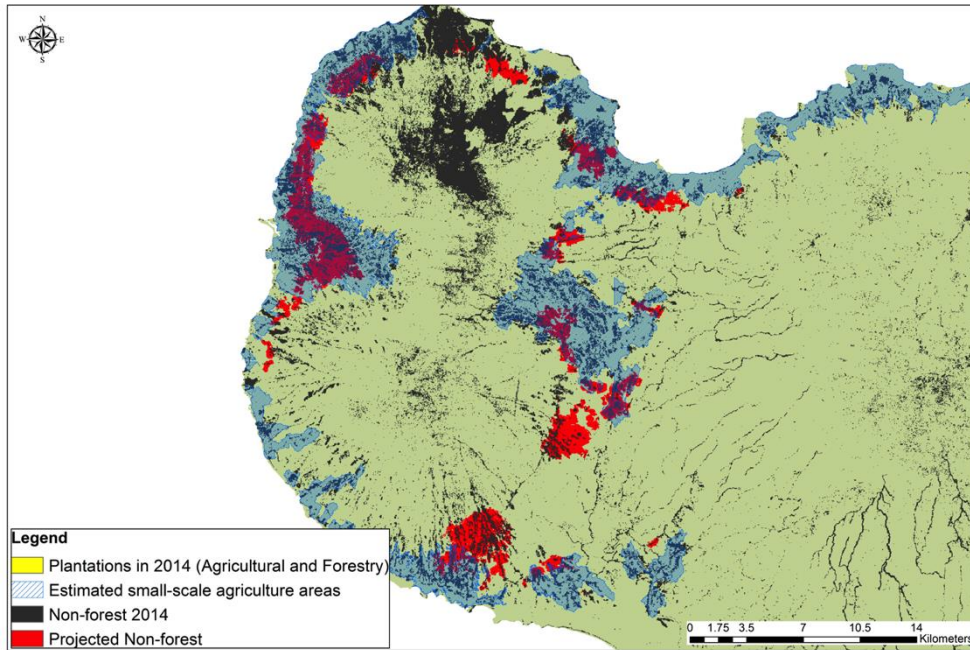 N
W E
S
Legend
Plantations in 2014 (Agricultural and Forestry)
Estimated small-scale agriculture areas
Non-forest 2014
Projected Non-forest
0 1.75 3.5 7 10.5 14
Kilometers